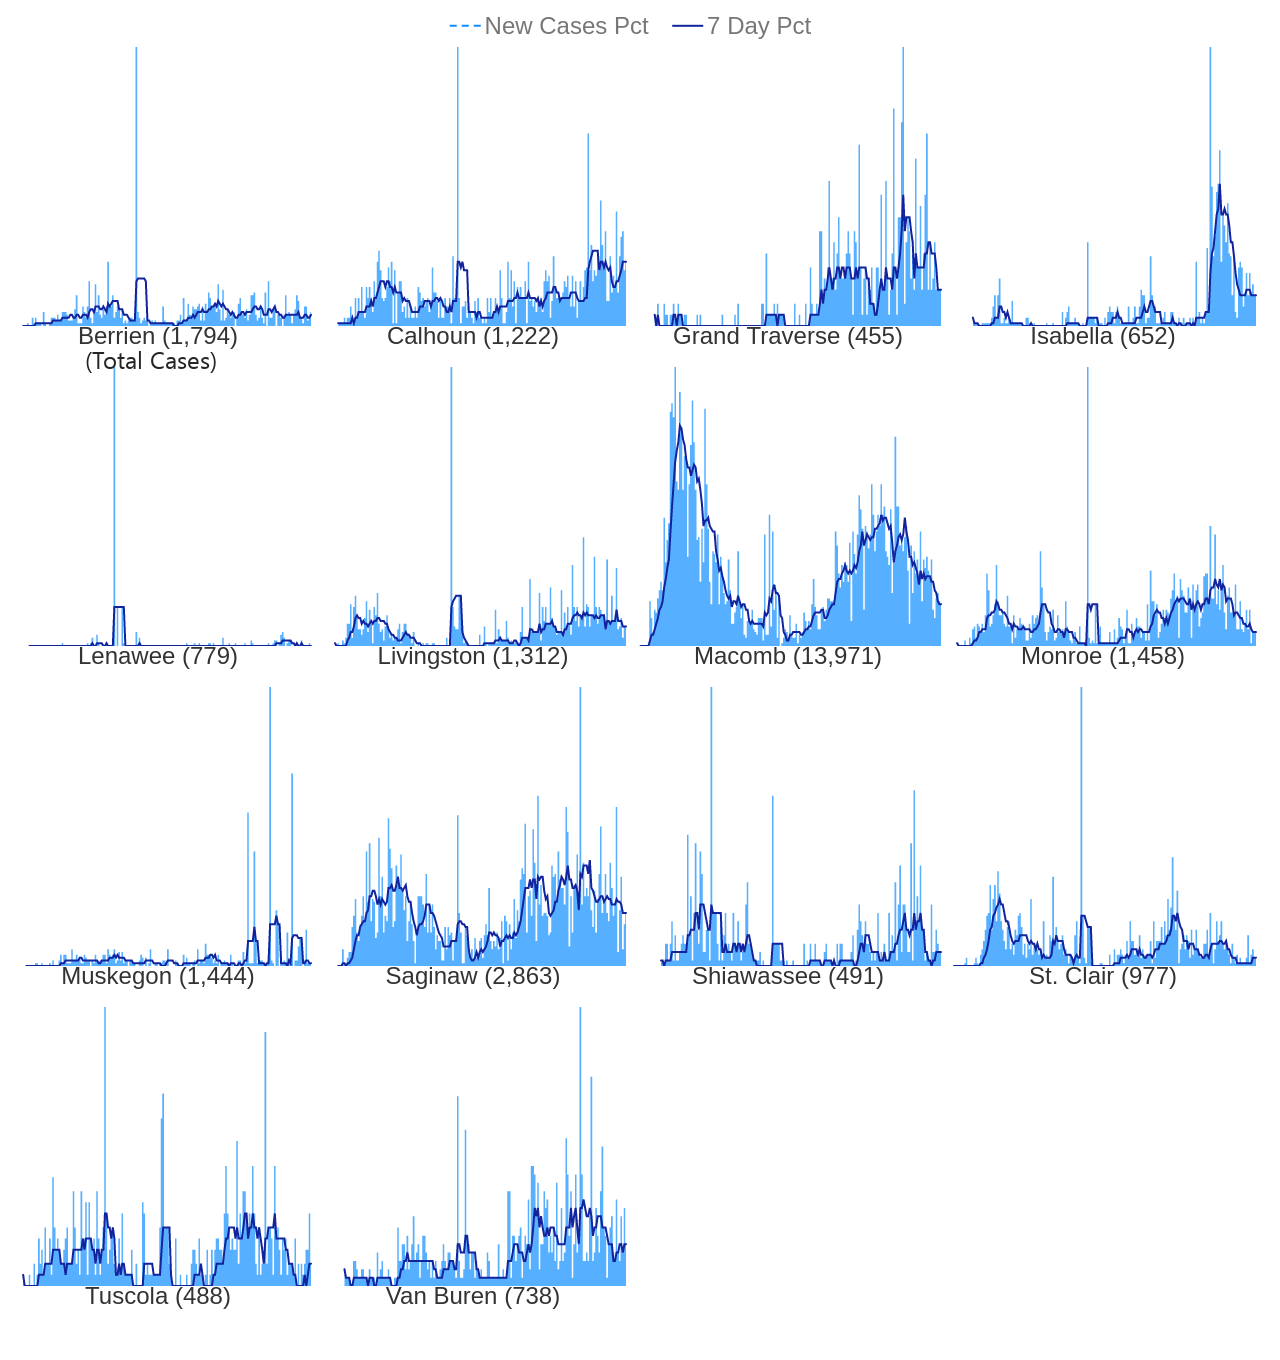 New Cases Pct 7 Day Pct
Berrien (1,794) Calhoun (1,222) Grand Traverse (455) Isabella (652)
(Total Cases)
Lenawee (779) Livingston (1,312) Macomb (13,971) Monroe (1,458)
Muskegon (1,444) Saginaw (2,863) Shiawassee (491) St. Clair (977)
Tuscola (488) Van Buren (738)